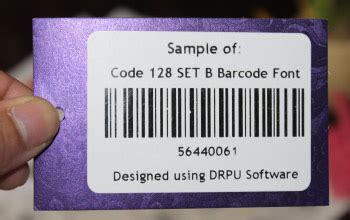 Sample of:
Code 128 SET B Barcode Font
56440061
Designed using DRPU Software